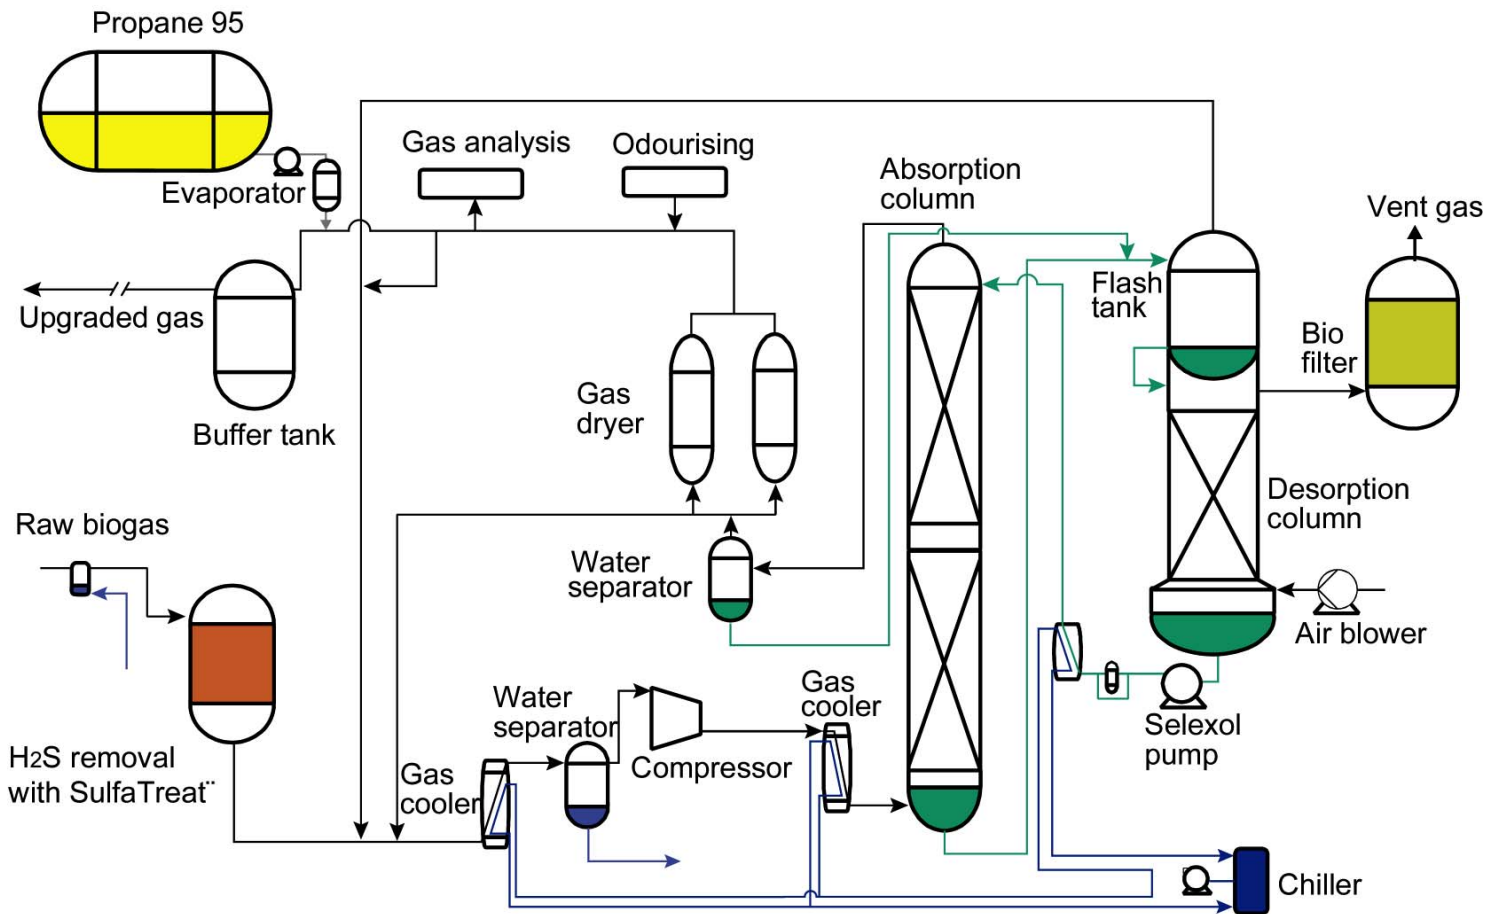 Propane 95
Evaporator
Gas analysis
Odourising
Absorption
column
Vent gas
Flash
tank
Upgraded gas
Bio
filter
Buffer tank
Gas
dryer
Desorption
column
Raw biogas
Water
separator
Air blower
H2S removal
with SulfaTreat¨
Gas
cooler
Water
separator
Compressor
Gas
cooler
Selexol
pump
Chiller